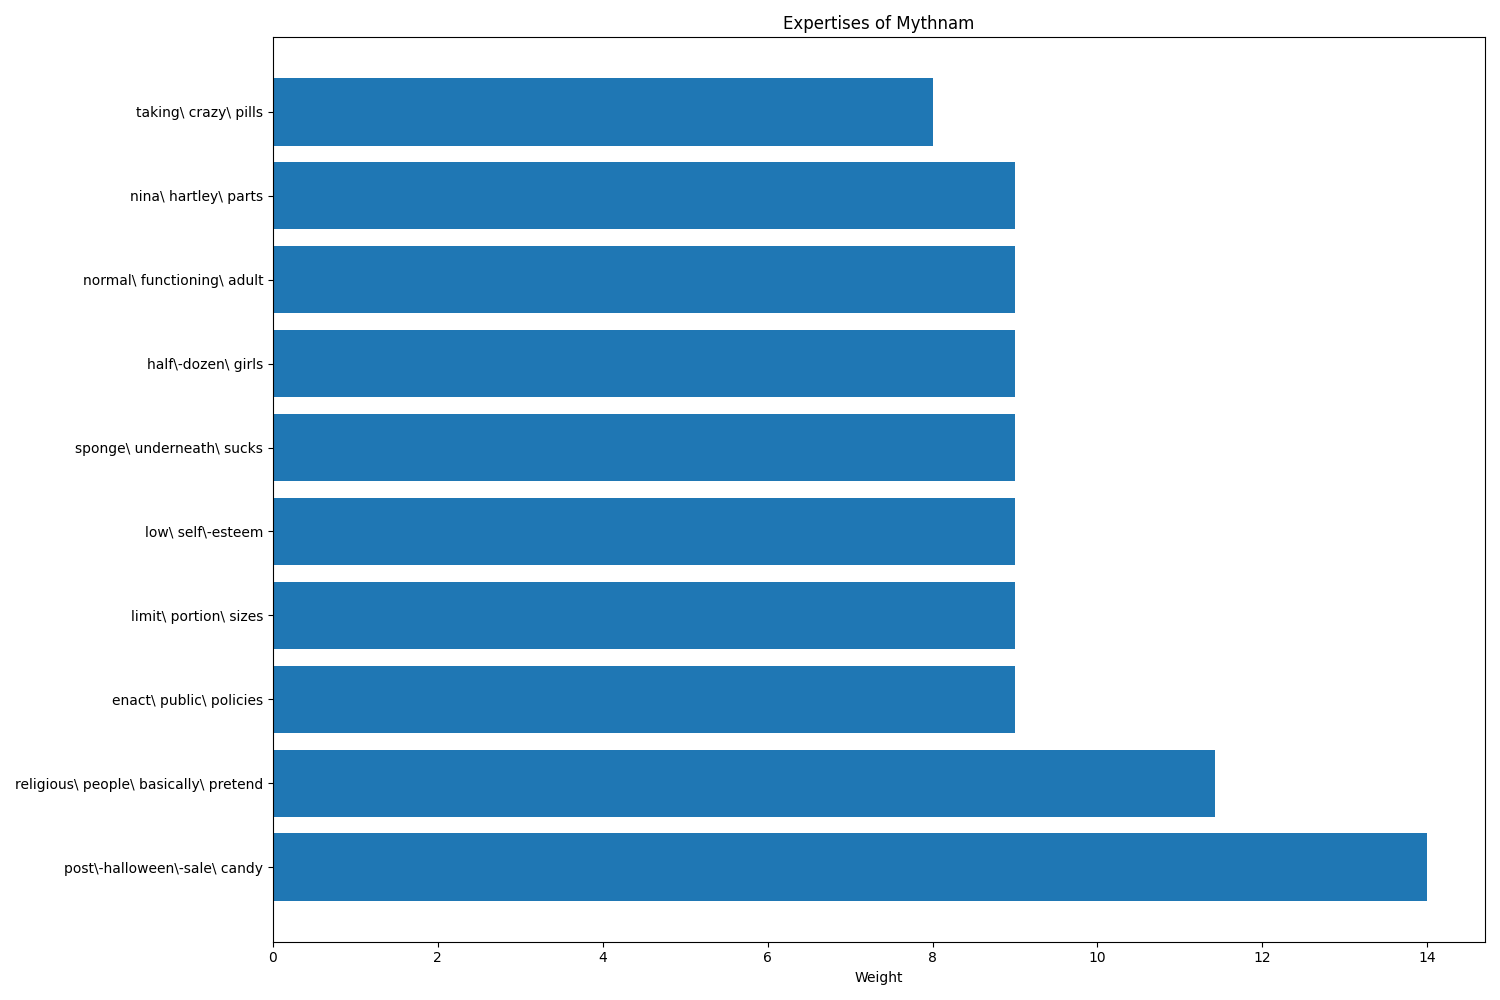 Expertises of Mythnam
taking\ crazy\ pills
nina\ hartley\ parts
normal\ functioning\ adult
half\-dozen\ girls
sponge\ underneath\ sucks
low\ self\-esteem
limit\ portion\ sizes
enact\ public\ policies
religious\ people\ basically\ pretend
post\-halloween\-sale\ candy
0 2 4 6 8 10 12 14
Weight